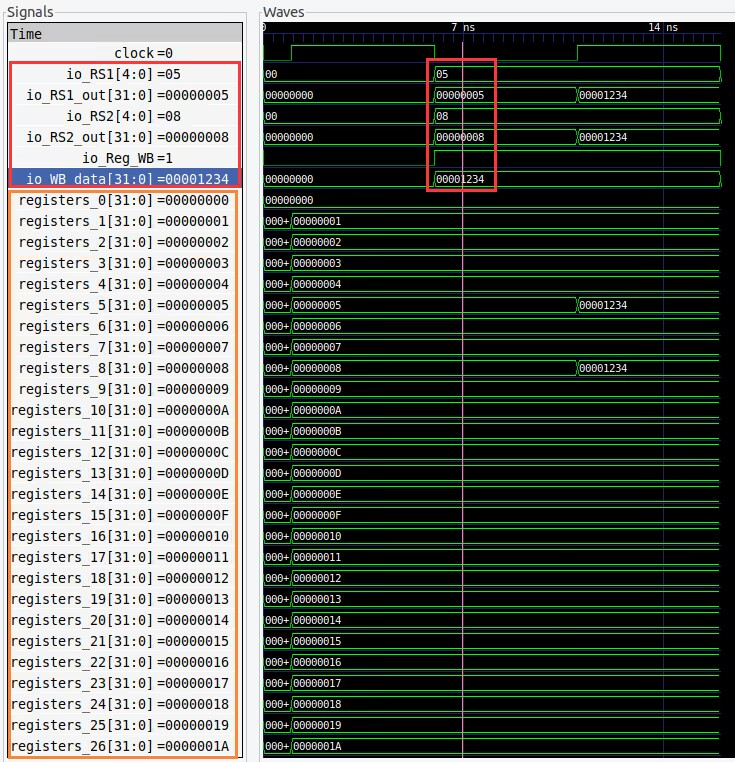 Signals
Waves
Time
7 ns
14 ns
clock=0
io_RS1[4:0]=05
00
05
io_RS1_out[31:0]=00000005
00000000
00000005
00001234
io_RS2[4:0]=08
00
08
io_RS2_out[31:0]=00000008
00000000
00000008
00001234
io_Reg_WB=1
io_WB_data[31:0]=00001234
00000000
00001234
registers_0[31:0]=00000000
00000000
registers_1[31:0]=00000001
000+
00000001
registers_2[31:0]=00000002
000+
00000002
registers_3[31:0]=00000003
000+
00000003
registers_4[31:0]=00000004
000+
00000004
registers_5[31:0]=00000005
000+
00000005
00001234
registers_6[31:0]=00000006
000+
00000006
registers_7[31:0]=00000007
000+
00000007
registers_8[31:0]=00000008
000+
00000008
00001234
registers_9[31:0]=00000009
000+
00000009
registers_10[31:0]=0000000A
000+
0000000A
registers_11[31:0]=0000000B
000+
0000000B
registers_12[31:0]=0000000C
000+
0000000C
registers_13[31:0]=0000000D
000+
0000000D
registers_14[31:0]=0000000E
000+
0000000E
registers_15[31:0]=0000000F
000+
0000000F
registers_16[31:0]=00000010
000+
00000010
registers_17[31:0]=00000011
000+
00000011
registers_18[31:0]=00000012
000+
00000012
registers_19[31:0]=00000013
000+
00000013
registers_20[31:0]=00000014
000+
00000014
registers_21[31:0]=00000015
000+
00000015
registers_22[31:0]=00000016
000+
00000016
registers_23[31:0]=00000017
000+
00000017
registers_24[31:0]=00000018
000+
00000018
registers_25[31:0]=00000019
000+
00000019
registers_26[31:0]=0000001A
000+
0000001A